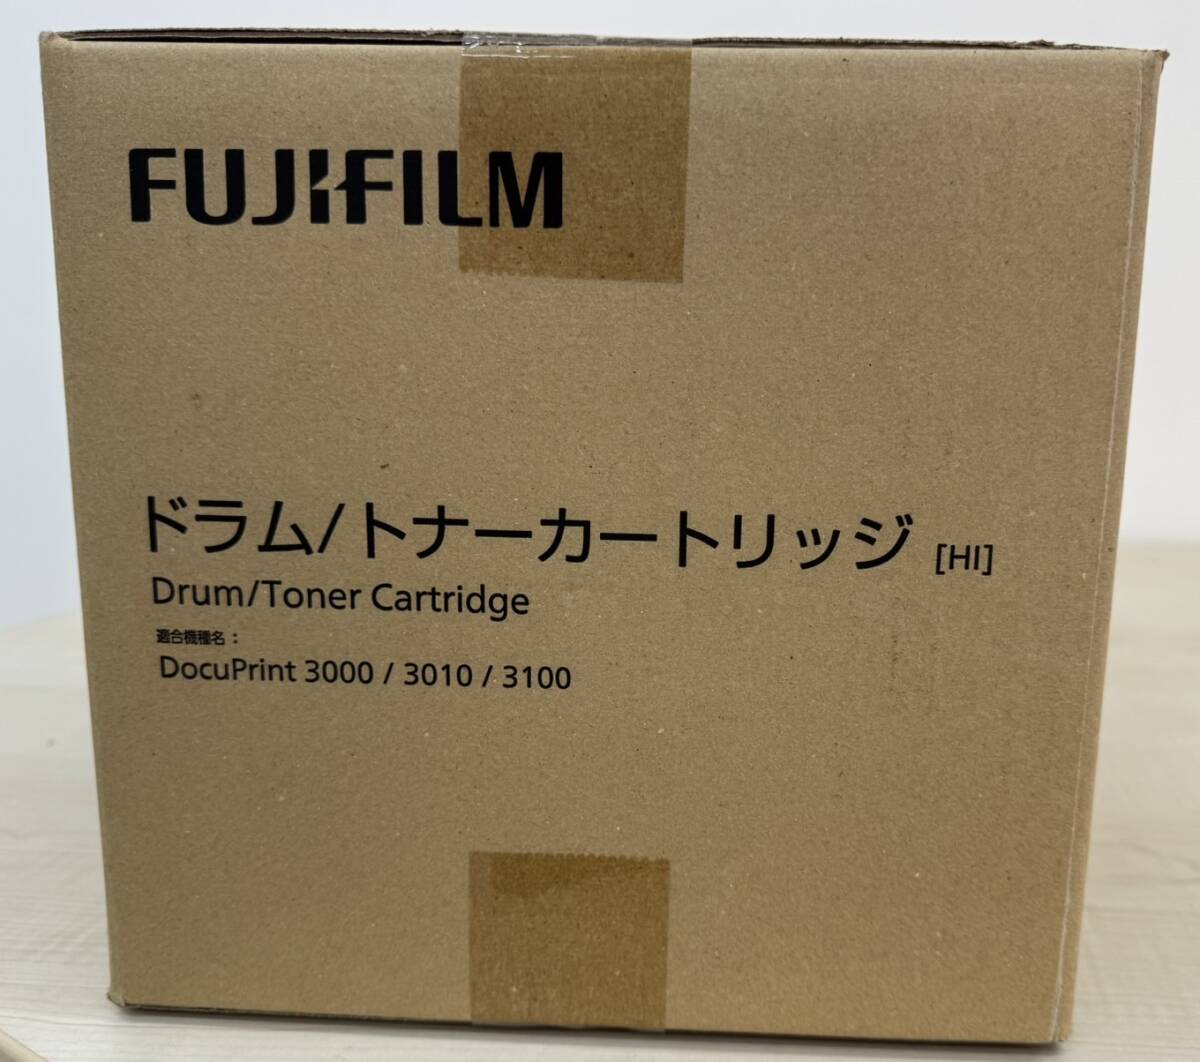 FUJIFILM
ドラム/トナーカートリッジ [HI]
Drum/Toner Cartridge
適合機種名：
DocuPrint 3000 / 3010 / 3100